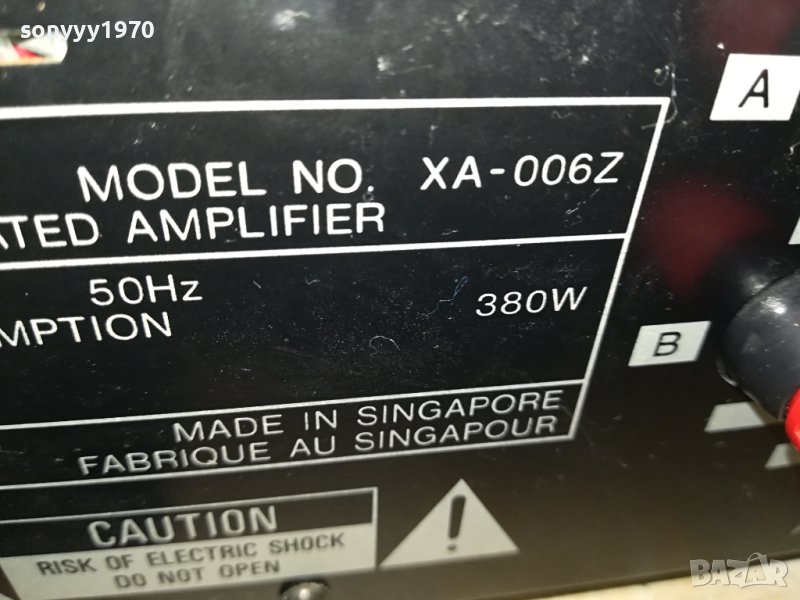 sonyyy1970
A
MODEL NO. XA-006Z
ATED AMPLIFIER
50Hz
380W
MPTION
B
MADE IN SINGAPORE
FABRIQUE AU SINGAPOUR
CAUTION
RISK OF ELECTRIC SHOCK
DO NOT OPEN
BAZAR